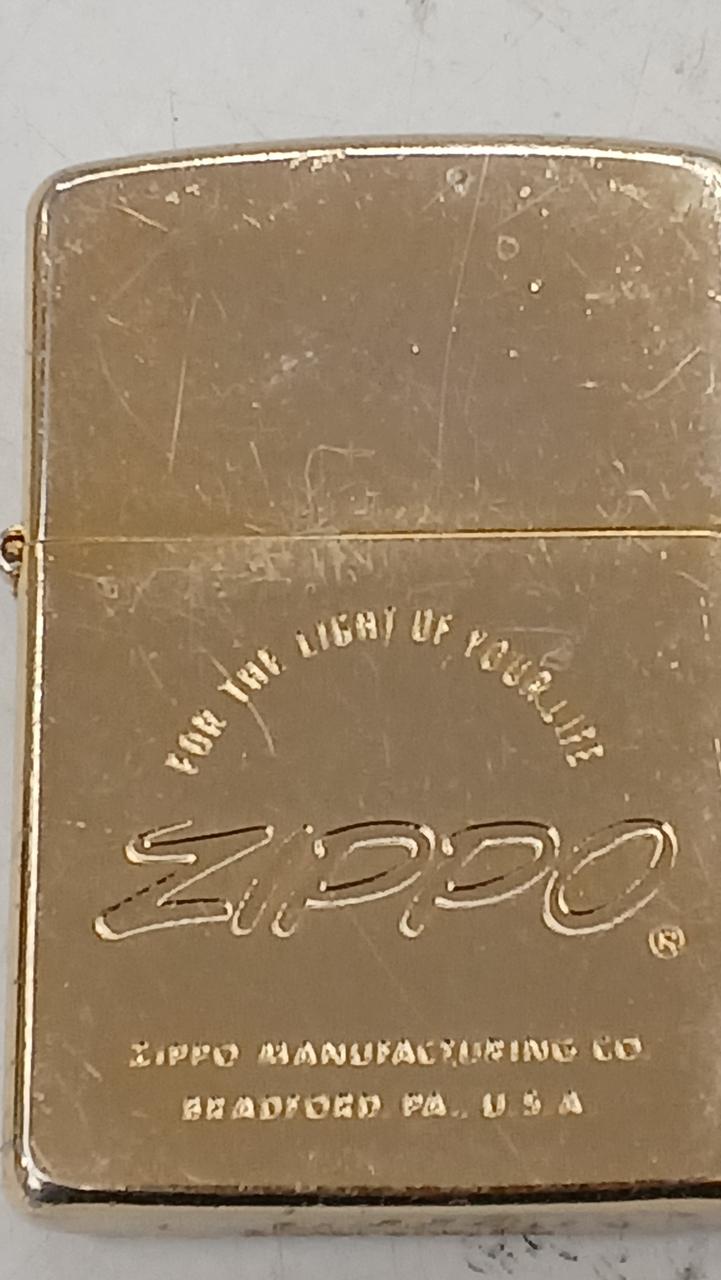 FOR THE LIGHT OF YOUR LIFE
ZIPPO ®
ZIPPO MANUFACTURING CO.
BRADFORD PA., U.S.A